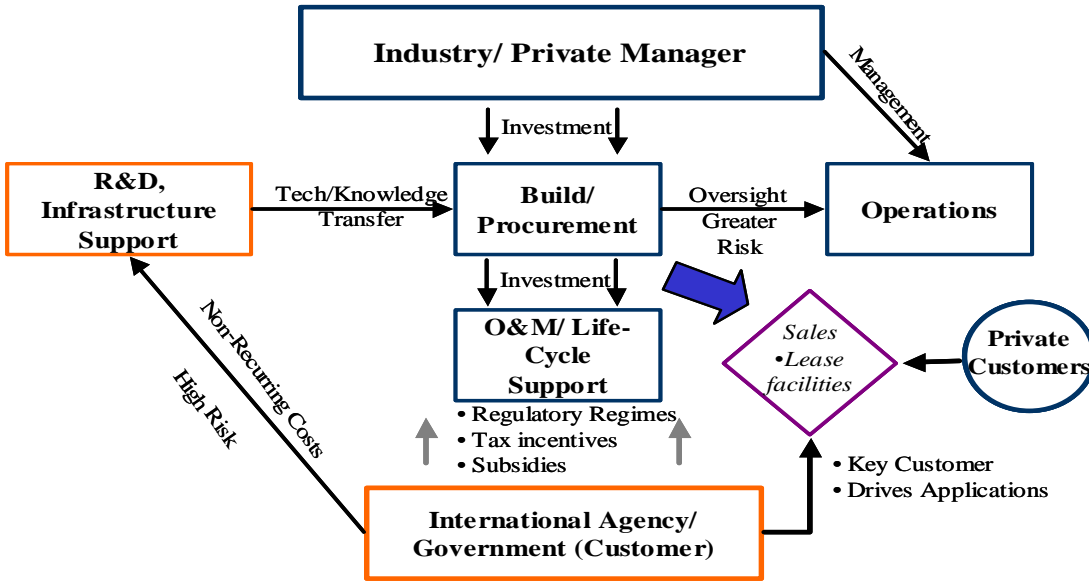 Industry/ Private Manager
Management
Investment
R&D,
Infrastructure
Support
Tech/Knowledge
Transfer
Build/
Procurement
Oversight
Greater
Risk
Operations
Investment
O&M/ Life-
Cycle
Support
Sales
•Lease
facilities
Private
Customers
Non-Recurring Costs
High Risk
• Regulatory Regimes
• Tax incentives
• Subsidies
• Key Customer
• Drives Applications
International Agency/
Government (Customer)